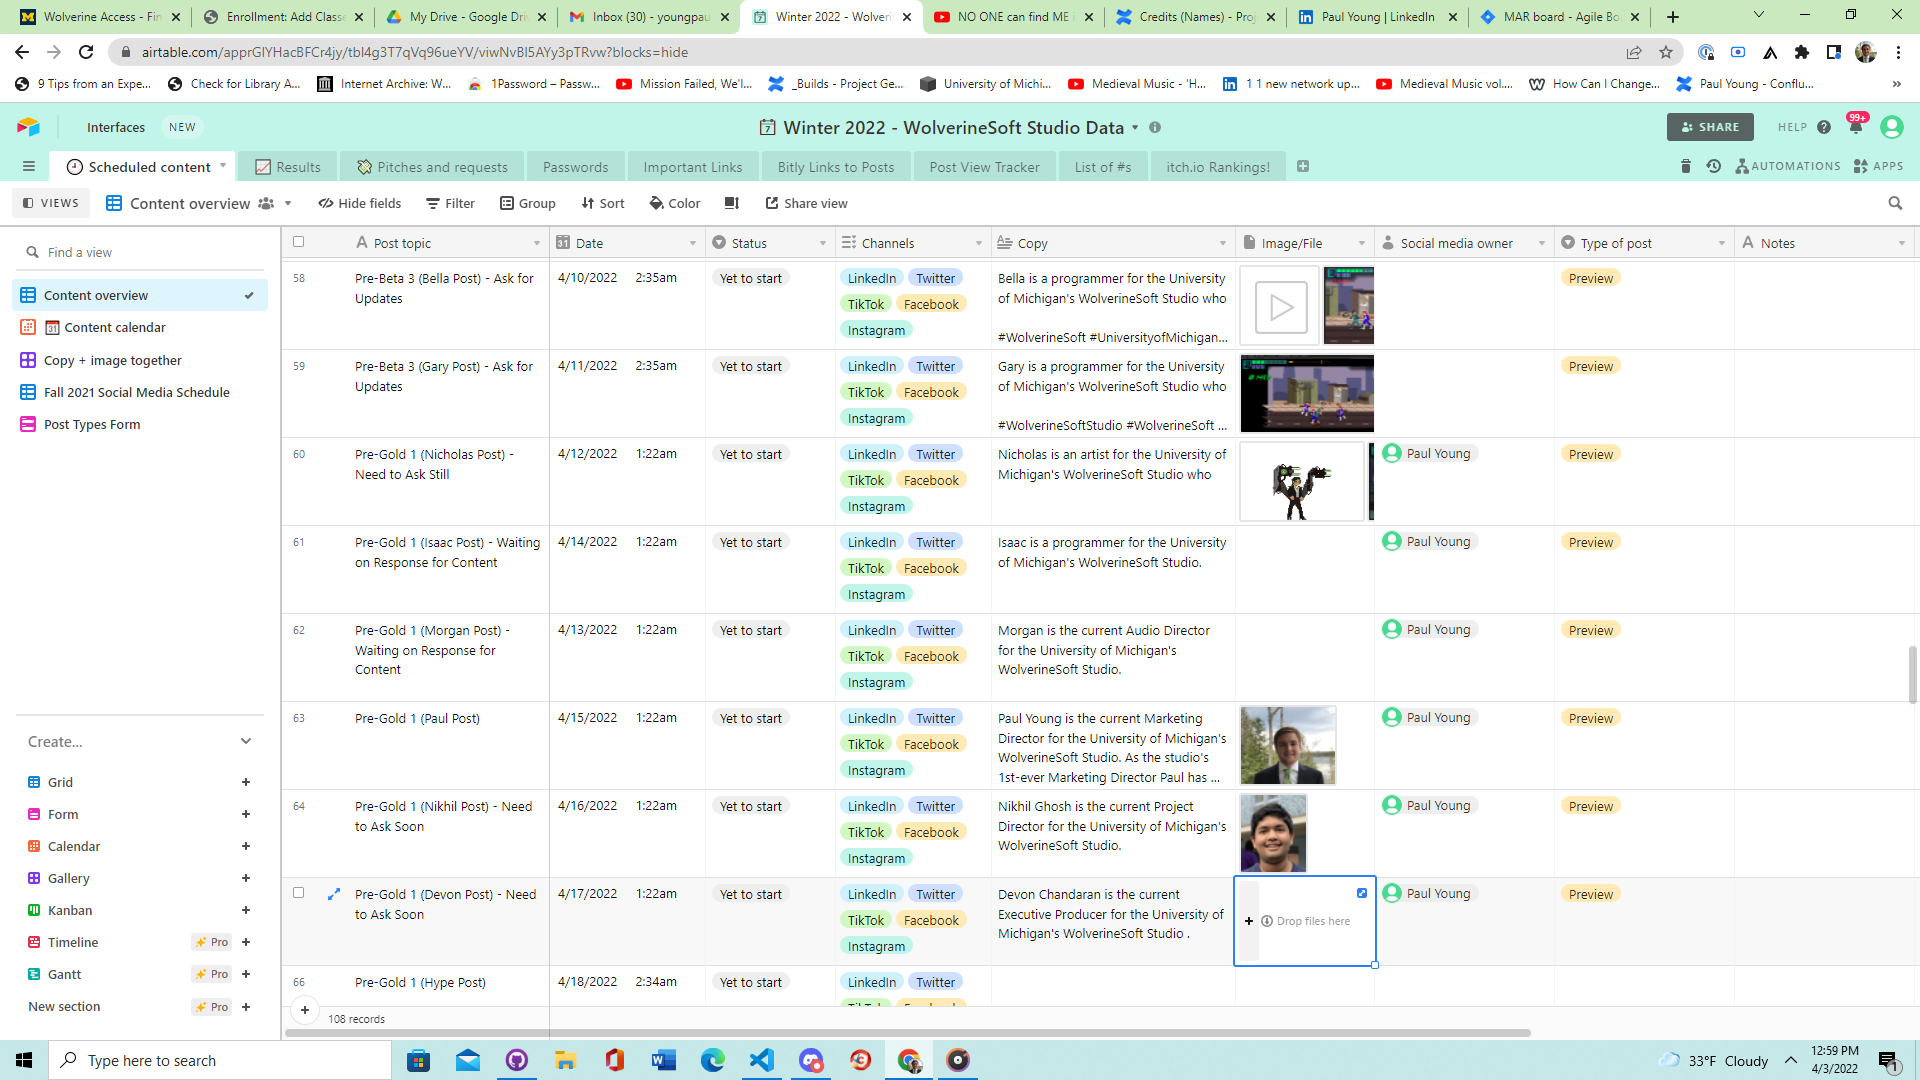 Wolverine Access - Fin
Enrollment: Add Classe
My Drive - Google Dri
Inbox (30) - youngpau
Winter 2022 - Wolveri
NO ONE can find ME i
Credits (Names) - Proj
Paul Young | LinkedIn
MAR board - Agile Bo
airtable.com/apprGlYHacBFCr4jy/tbl4g3T7qVq96ueYV/viwNvBI5AYy3pTRvw?blocks=hide
9 Tips from an Expe...
Check for Library A...
Internet Archive: W...
1Password – Passw...
Mission Failed, We'l...
_Builds - Project Ge...
University of Michi...
Medieval Music - 'H...
1 1 new network up...
Medieval Music vol....
How Can I Change...
Paul Young - Conflu...
»
Interfaces NEW
Winter 2022 - WolverineSoft Studio Data
SHARE HELP 99+
Scheduled content Results Pitches and requests Passwords Important Links Bitly Links to Posts Post View Tracker List of #s itch.io Rankings! AUTOMATIONS APPS
VIEWS Content overview Hide fields Filter Group Sort Color Share view
Find a view
Content overview
Content calendar
Copy + image together
Fall 2021 Social Media Schedule
Post Types Form
Create...
Grid
Form
Calendar
Gallery
Kanban
Timeline Pro
Gantt Pro
New section Pro
Post topic Date Status Channels Copy Image/File Social media owner Type of post Notes
58 Pre-Beta 3 (Bella Post) - Ask for
Updates
4/10/2022 2:35am Yet to start
LinkedIn Twitter
TikTok Facebook
Instagram
Bella is a programmer for the University
of Michigan's WolverineSoft Studio who
#WolverineSoft #UniversityofMichigan...
Preview
59 Pre-Beta 3 (Gary Post) - Ask for
Updates
4/11/2022 2:35am Yet to start
LinkedIn Twitter
TikTok Facebook
Instagram
Gary is a programmer for the University
of Michigan's WolverineSoft Studio who
#WolverineSoftStudio #WolverineSoft ...
Preview
60 Pre-Gold 1 (Nicholas Post) -
Need to Ask Still
4/12/2022 1:22am Yet to start
LinkedIn Twitter
TikTok Facebook
Instagram
Nicholas is an artist for the University of
Michigan's WolverineSoft Studio who
Paul Young Preview
61 Pre-Gold 1 (Isaac Post) - Waiting
on Response for Content
4/14/2022 1:22am Yet to start
LinkedIn Twitter
TikTok Facebook
Instagram
Isaac is a programmer for the University
of Michigan's WolverineSoft Studio.
Paul Young Preview
62 Pre-Gold 1 (Morgan Post) -
Waiting on Response for
Content
4/13/2022 1:22am Yet to start
LinkedIn Twitter
TikTok Facebook
Instagram
Morgan is the current Audio Director
for the University of Michigan's
WolverineSoft Studio.
Paul Young Preview
63 Pre-Gold 1 (Paul Post)
4/15/2022 1:22am Yet to start
LinkedIn Twitter
TikTok Facebook
Instagram
Paul Young is the current Marketing
Director for the University of Michigan's
WolverineSoft Studio. As the studio's
1st-ever Marketing Director Paul has ...
Paul Young Preview
64 Pre-Gold 1 (Nikhil Post) - Need
to Ask Soon
4/16/2022 1:22am Yet to start
LinkedIn Twitter
TikTok Facebook
Instagram
Nikhil Ghosh is the current Project
Director for the University of Michigan's
WolverineSoft Studio.
Paul Young Preview
Pre-Gold 1 (Devon Post) - Need
to Ask Soon
4/17/2022 1:22am Yet to start
LinkedIn Twitter
TikTok Facebook
Instagram
Devon Chandaran is the current
Executive Producer for the University of
Michigan's WolverineSoft Studio .
Drop files here
Paul Young Preview
66 Pre-Gold 1 (Hype Post)
4/18/2022 2:34am Yet to start
LinkedIn Twitter
TikTok Facebook
108 records
Type here to search
33°F Cloudy
12:59 PM
4/3/2022
1